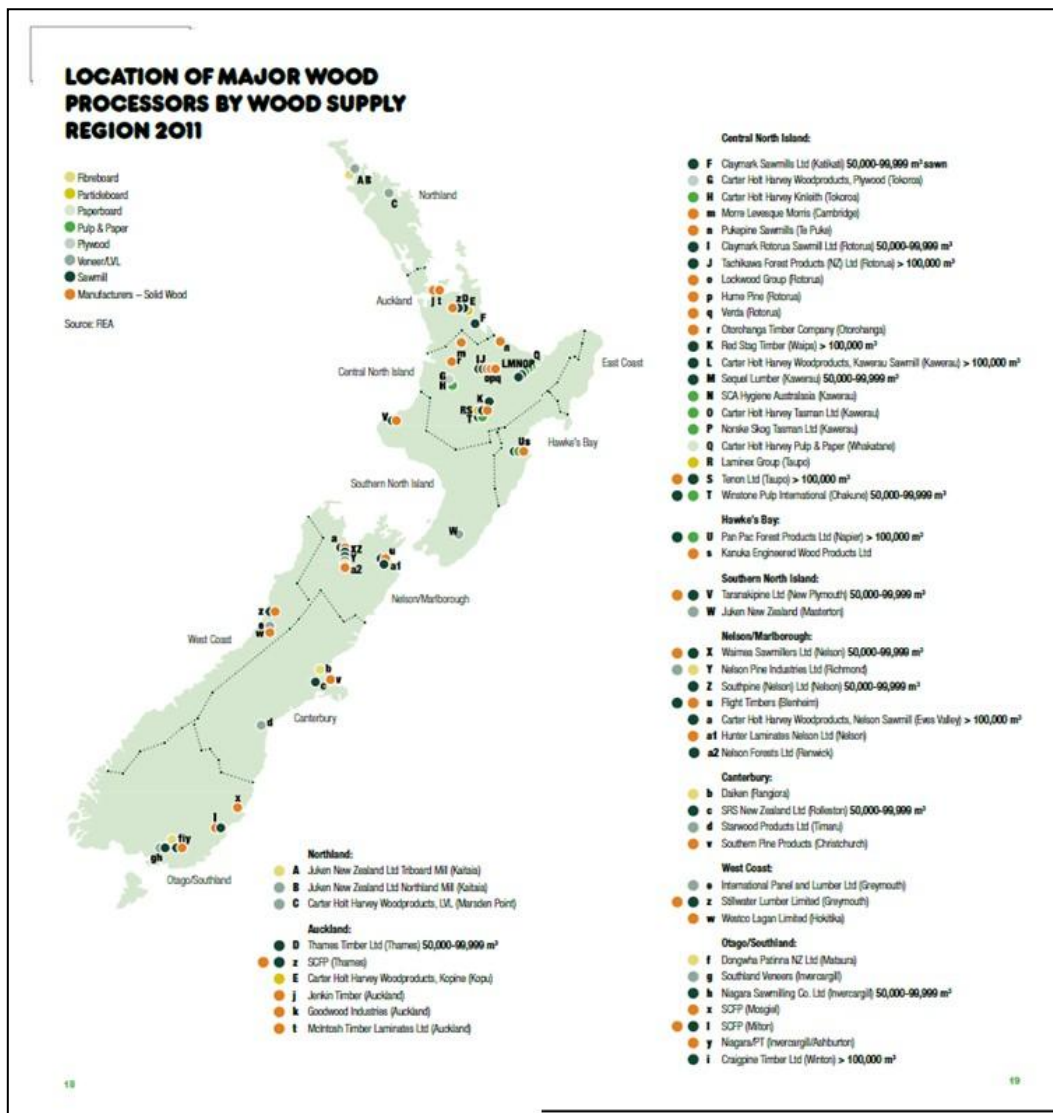 LOCATION OF MAJOR WOOD
PROCESSORS BY WOOD SUPPLY
REGION 2011
Fibreboard
Particleboard
Paperboard
Pulp & Paper
Plywood
Veneer/LVL
Sawmill
Manufacturers – Solid Wood
Source: FIEA
A B
Northland
C
Auckland
j t
zD
E
F
m
r
n
Central North Island
G
H
IJ
opq
LMNOP
Q
East Coast
K
RS
T
V
Us
Hawke's Bay
Southern North Island
W
a
XZ
Y
a2
u
a1
Nelson/Marlborough
z
e
w
West Coast
b
c
v
Canterbury
d
x
l
fiy
gh
Otago/Southland
Northland:
A Juken New Zealand Ltd Triboard Mill (Kaitaia)
B Juken New Zealand Ltd Northland Mill (Kaitaia)
C Carter Holt Harvey Woodproducts, LVL (Marsden Point)
Auckland:
D Thames Timber Ltd (Thames) 50,000-99,999 m³
z SCFP (Thames)
E Carter Holt Harvey Woodproducts, Kopine (Kopu)
j Jenkin Timber (Auckland)
k Goodwood Industries (Auckland)
t McIntosh Timber Laminates Ltd (Auckland)
Central North Island:
F Claymark Sawmills Ltd (Katikati) 50,000-99,999 m³ sawn
G Carter Holt Harvey Woodproducts, Plywood (Tokoroa)
H Carter Holt Harvey Kinleith (Tokoroa)
m Morre Levesque Morris (Cambridge)
n Pukepine Sawmills (Te Puke)
I Claymark Rotorua Sawmill Ltd (Rotorua) 50,000-99,999 m³
J Tachikawa Forest Products (NZ) Ltd (Rotorua) > 100,000 m³
o Lockwood Group (Rotorua)
p Hume Pine (Rotorua)
q Verda (Rotorua)
r Otorohanga Timber Company (Otorohanga)
K Red Stag Timber (Waipa) > 100,000 m³
L Carter Holt Harvey Woodproducts, Kawerau Sawmill (Kawerau) > 100,000 m³
M Sequel Lumber (Kawerau) 50,000-99,999 m³
N SCA Hygiene Australasia (Kawerau)
O Carter Holt Harvey Tasman Ltd (Kawerau)
P Norske Skog Tasman Ltd (Kawerau)
Q Carter Holt Harvey Pulp & Paper (Whakatane)
R Laminex Group (Taupo)
S Tenon Ltd (Taupo) > 100,000 m³
T Winstone Pulp International (Ohakune) 50,000-99,999 m³
Hawke's Bay:
U Pan Pac Forest Products Ltd (Napier) > 100,000 m³
s Kanuka Engineered Wood Products Ltd
Southern North Island:
V Taranakipine Ltd (New Plymouth) 50,000-99,999 m³
W Juken New Zealand (Masterton)
Nelson/Marlborough:
X Waimea Sawmillers Ltd (Nelson) 50,000-99,999 m³
Y Nelson Pine Industries Ltd (Richmond)
Z Southpine (Nelson) Ltd (Nelson) 50,000-99,999 m³
u Flight Timbers (Blenheim)
a Carter Holt Harvey Woodproducts, Nelson Sawmill (Eves Valley) > 100,000 m³
a1 Hunter Laminates Nelson Ltd (Nelson)
a2 Nelson Forests Ltd (Renwick)
Canterbury:
b Daiken (Rangiora)
c SRS New Zealand Ltd (Rolleston) 50,000-99,999 m³
d Starwood Products Ltd (Timaru)
v Southern Pine Products (Christchurch)
West Coast:
e International Panel and Lumber Ltd (Greymouth)
z Stillwater Lumber Limited (Greymouth)
w Westco Lagan Limited (Hokitika)
Otago/Southland:
f Dongwha Patinna NZ Ltd (Mataura)
g Southland Veneers (Invercargill)
h Niagara Sawmilling Co. Ltd (Invercargill) 50,000-99,999 m³
x SCFP (Mosgiel)
l SCFP (Milton)
y Niagara/PT (Invercargill/Ashburton)
i Craigpine Timber Ltd (Winton) > 100,000 m³
18
19